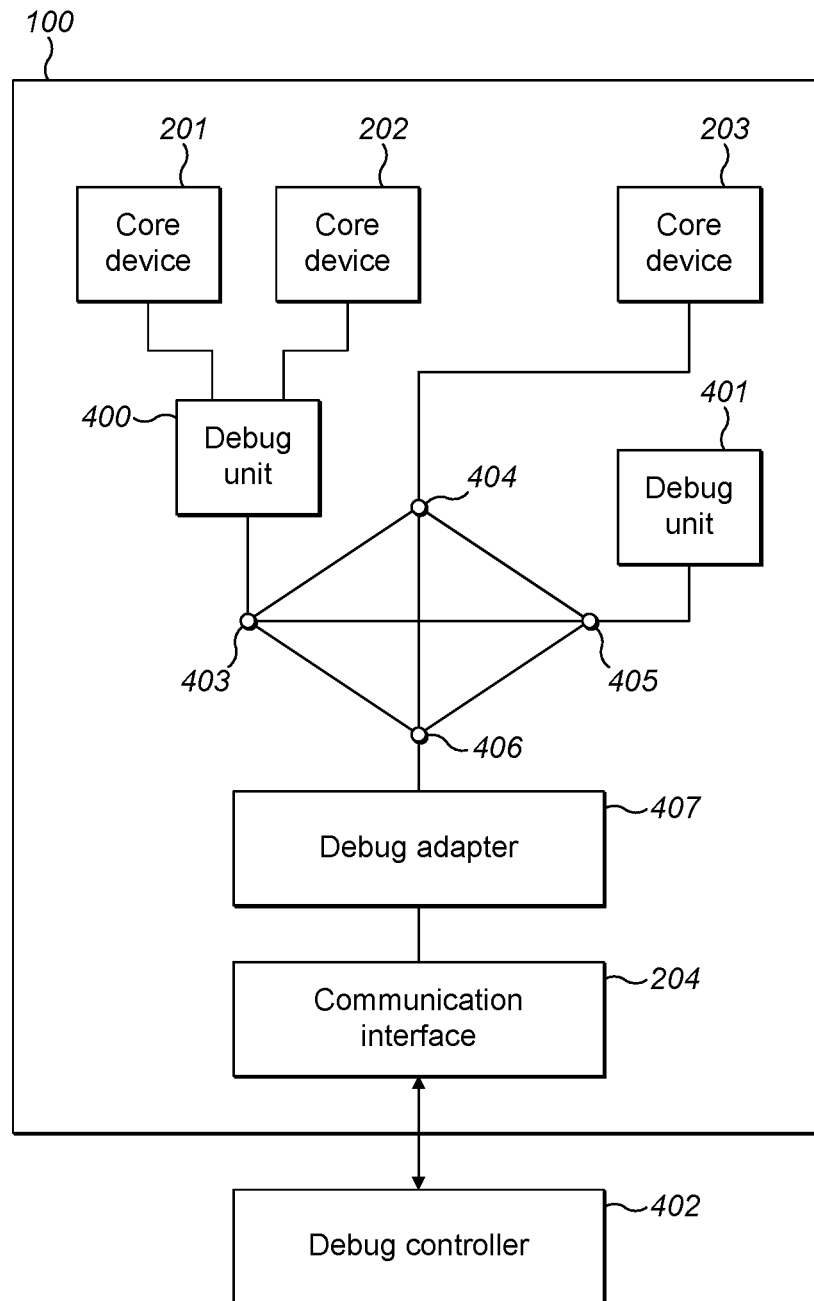 100
201
202
203
Core
device
Core
device
Core
device
400
401
Debug
unit
Debug
unit
404
403
405
406
407
Debug adapter
204
Communication
interface
402
Debug controller